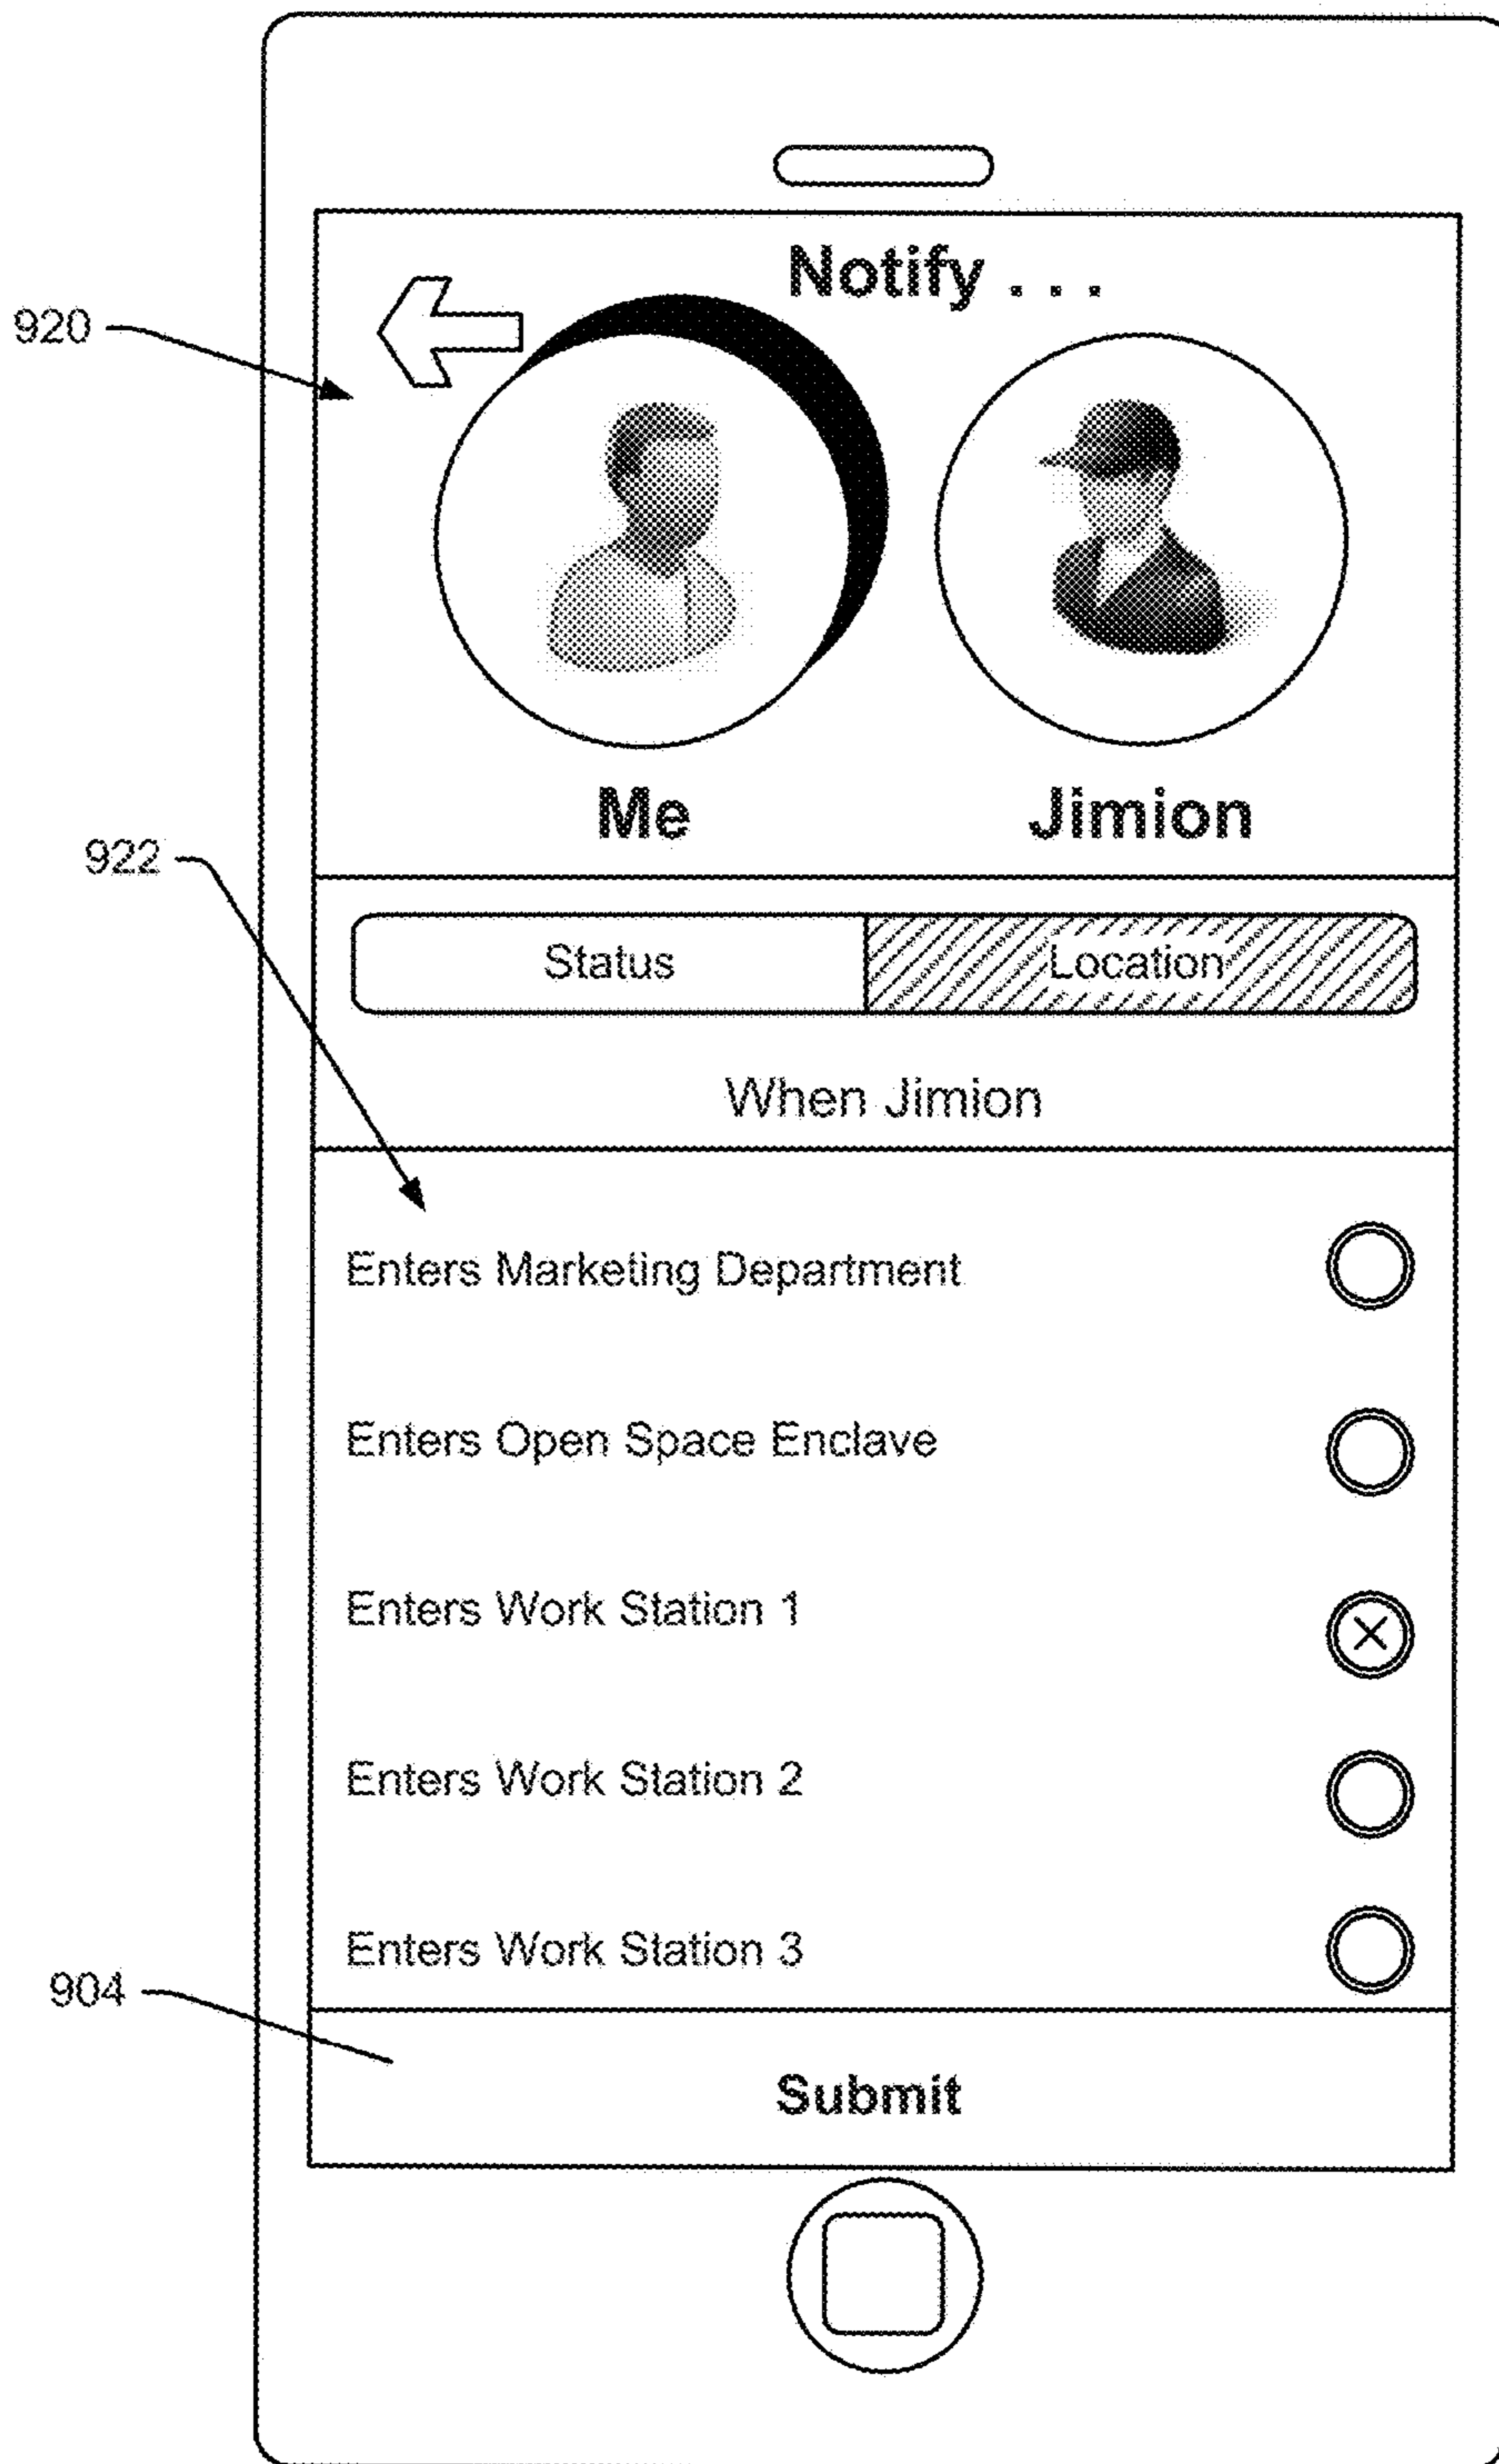 Notify . . .
920
Me Jimion
922
Status Location
When Jimion
Enters Marketing Department
Enters Open Space Enclave
Enters Work Station 1
Enters Work Station 2
Enters Work Station 3
904
Submit